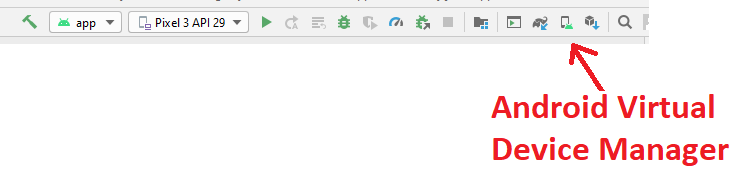 app Pixel 3 API 29
Android Virtual
Device Manager